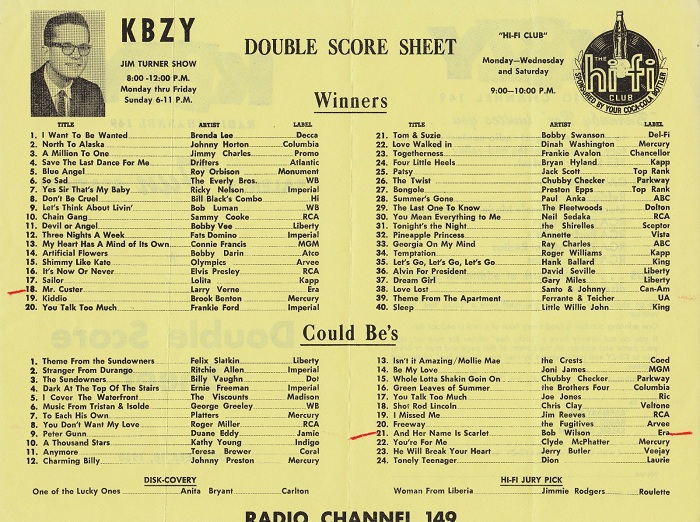 KBZY
JIM TURNER SHOW
8:00 -12:00 P.M.
Monday thru Friday
Sunday 6-11 P.M.
DOUBLE SCORE SHEET
"HI-FI CLUB"
Monday—Wednesday
and Saturday
9:00—10:00 P.M.
THE
hi-fi
CLUB
SPONSORED BY YOUR COCA-COLA BOTTLER
Winners
TITLE ARTIST LABEL
1. I Want To Be Wanted Brenda Lee Decca
2. North To Alaska Johnny Horton Columbia
3. A Million To One Jimmy Charles Promo
4. Save The Last Dance For Me Drifters Atlantic
5. Blue Angel Roy Orbison Monument
6. So Sad The Everly Bros. WB
7. Yes Sir That's My Baby Ricky Nelson Imperial
8. Don't Be Cruel Bill Black's Combo Hi
9. Let's Think About Livin' Bob Luman WB
10. Chain Gang Sammy Cooke RCA
11. Devil or Angel Bobby Vee Liberty
12. Three Nights A Week Fats Domino Imperial
13. My Heart Has A Mind of Its Own Connie Francis MGM
14. Artificial Flowers Bobby Darin Atco
15. Shimmy Like Kato Olympics Arvee
16. It's Now Or Never Elvis Presley RCA
17. Sailor Lolita Kapp
18. Mr. Custer Larry Verne Era
19. Kiddio Brook Benton Mercury
20. You Talk Too Much Frankie Ford Imperial
TITLE ARTIST LABEL
21. Tom & Suzie Bobby Swanson Del-Fi
22. Love Walked in Dinah Washington Mercury
23. Togetherness Frankie Avalon Chancellor
24. Four Little Heels Bryan Hyland Kapp
25. Patsy Jack Scott Top Rank
26. The Twist Chubby Checker Parkway
27. Bongole Preston Epps Top Rank
28. Summer's Gone Paul Anka ABC
29. The Last One To Know The Fleetwoods Dolton
30. You Mean Everything to Me Neil Sedaka RCA
31. Tonight's the Night the Shirelles Sceptor
32. Pineapple Princess Annette Vista
33. Georgia On My Mind Ray Charles ABC
34. Temptation Roger Williams Kapp
35. Let's Go, Let's Go, Let's Go Hank Ballard King
36. Alvin For President David Seville Liberty
37. Dream Girl Gary Miles Liberty
38. Love Lost Santo & Johnny Can-Am
39. Theme From The Apartment Ferrante & Teicher UA
40. Sleep Little Willie John King
Could Be's
1. Theme From the Sundowners Felix Slatkin Liberty
2. Stranger From Durango Ritchie Allen Imperial
3. The Sundowners Billy Vaughn Dot
4. Dark At The Top Of The Stairs Ernie Freeman Imperial
5. I Cover The Waterfront The Viscounts Madison
6. Music From Tristan & Isolde George Greeley WB
7. To Each His Own Platters Mercury
8. You Don't Want My Love Roger Miller RCA
9. Peter Gunn Duane Eddy Jamie
10. A Thousand Stars Kathy Young Indigo
11. Anymore Teresa Brewer Coral
12. Charming Billy Johnny Preston Mercury
13. Isn't it Amazing/Mollie Mae the Crests Coed
14. Be My Love Joni James MGM
15. Whole Lotta Shakin Goin On Chubby Checker Parkway
16. Green Leaves of Summer the Brothers Four Columbia
17. You Talk Too Much Joe Jones Ric
18. Shot Rod Lincoln Chris Clay Veltone
19. I Missed Me Jim Reeves RCA
20. Freeway the Fugitives Arvee
21. And Her Name Is Scarlet Bob Wilson Era
22. You're For Me Clyde McPhatter Mercury
23. He Will Break Your Heart Jerry Butler Veejay
24. Tonely Teenager Dion Laurie
DISK-COVERY
One of the Lucky Ones Anita Bryant Carlton
HI-FI JURY PICK
Woman From Liberia Jimmie Rodgers Roulette
RADIO CHANNEL 149